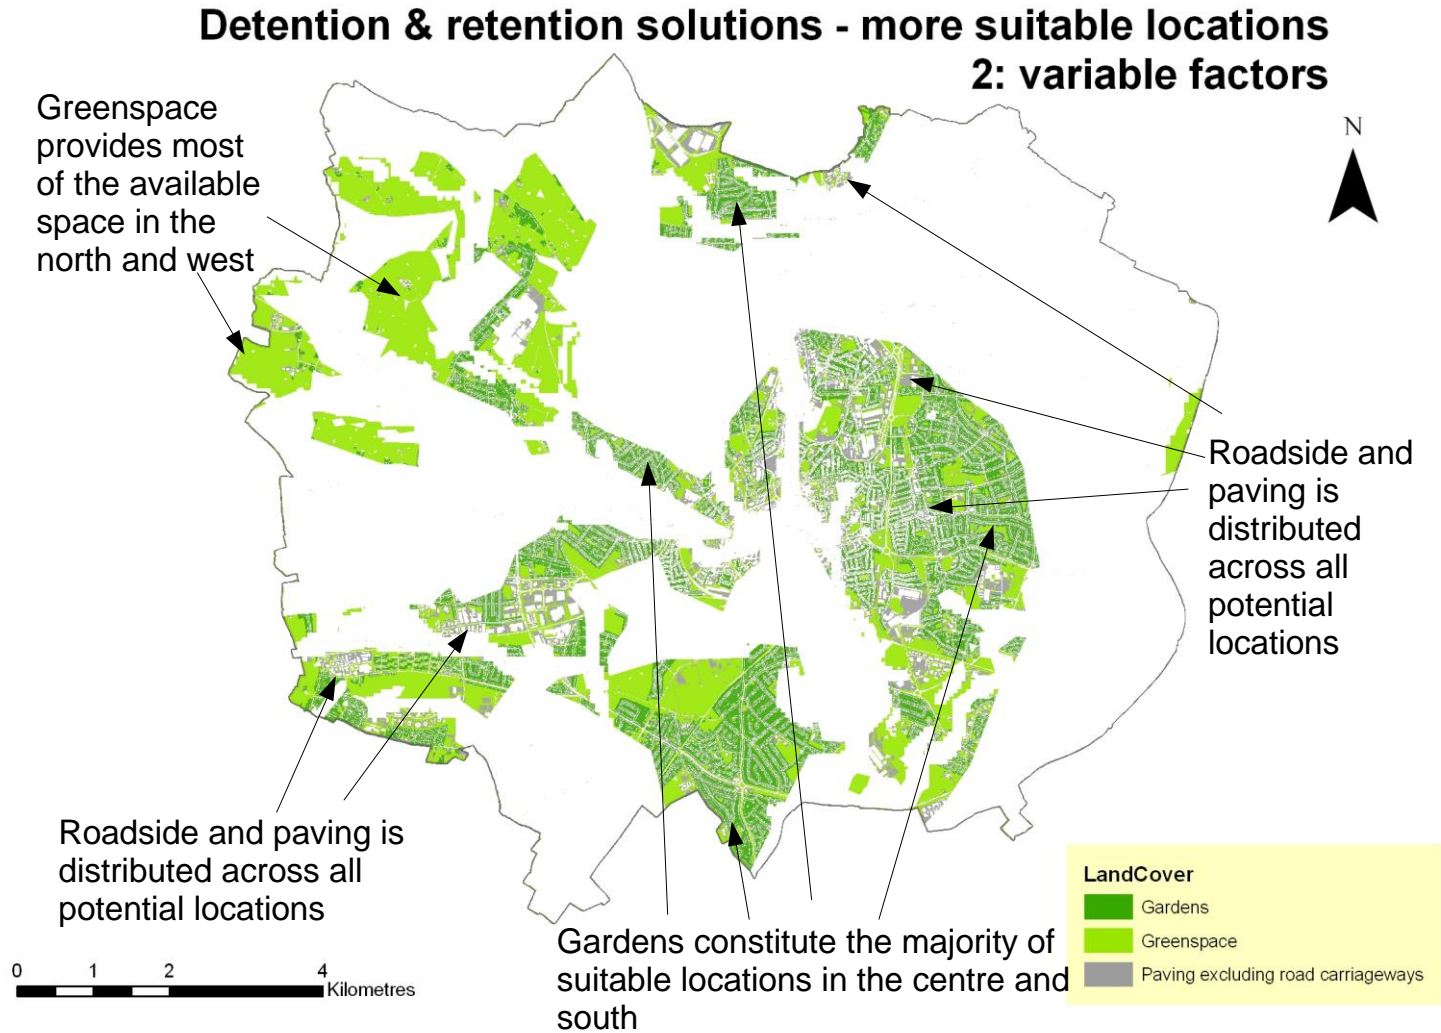 Detention & retention solutions - more suitable locations
2: variable factors
Greenspace
provides most
of the available
space in the
north and west
N
Roadside and
paving is
distributed
across all
potential
locations
Roadside and paving is
distributed across all
potential locations
Gardens constitute the majority of
suitable locations in the centre and
south
LandCover
Gardens
Greenspace
Paving excluding road carriageways
0 1 2 4
Kilometres